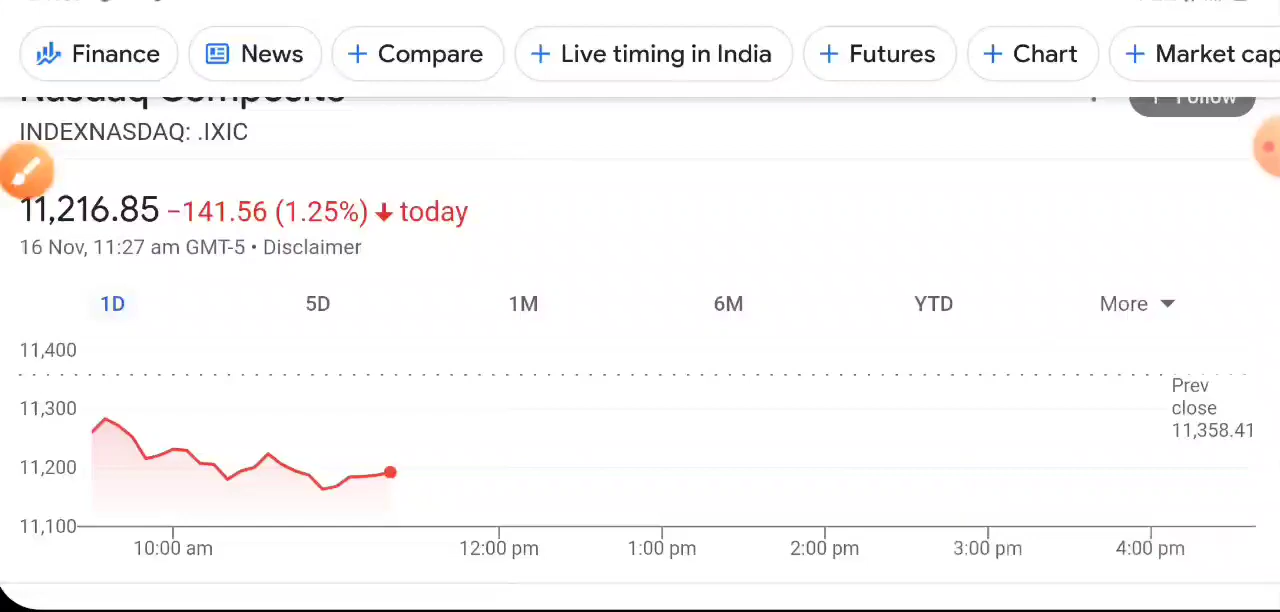 Finance News + Compare + Live timing in India + Futures + Chart + Market cap
Nasdaq Composite + Follow
INDEXNASDAQ: .IXIC
11,216.85 −141.56 (1.25%) ↓ today
16 Nov, 11:27 am GMT-5 • Disclaimer
1D 5D 1M 6M YTD More
11,400
Prev
close
11,358.41
11,300
11,200
11,100
10:00 am 12:00 pm 1:00 pm 2:00 pm 3:00 pm 4:00 pm